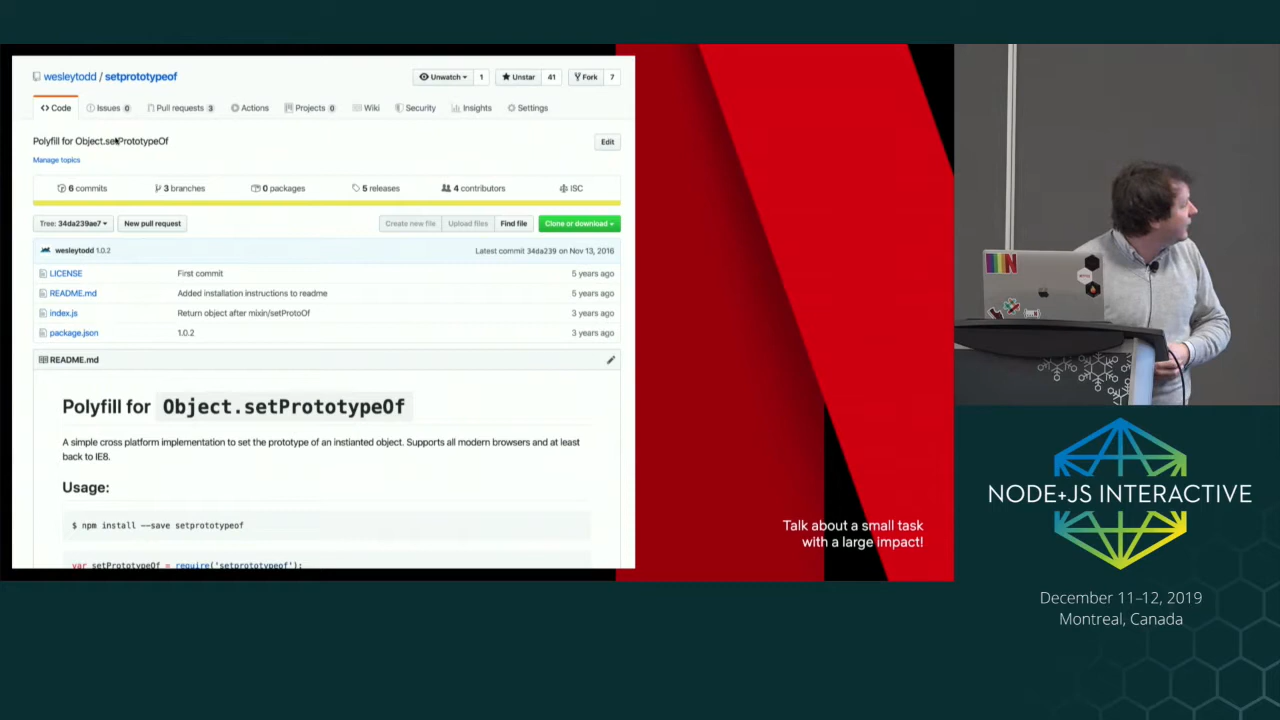 wesleytodd / setprototypeof
Unwatch 1
Unstar 41
Fork 7
Code
Issues 0
Pull requests 3
Actions
Projects 0
Wiki
Security
Insights
Settings
Polyfill for Object.setPrototypeOf
Edit
Manage topics
6 commits
3 branches
0 packages
5 releases
4 contributors
ISC
Tree: 34da239ae7
New pull request
Create new file
Upload files
Find file
Clone or download
wesleytodd 1.0.2
Latest commit 34da239 on Nov 13, 2016
LICENSE First commit 5 years ago
README.md Added installation instructions to readme 5 years ago
index.js Return object after mixin/setProtoOf 3 years ago
package.json 1.0.2 3 years ago
README.md
Polyfill for Object.setPrototypeOf
A simple cross platform implementation to set the prototype of an instianted object. Supports all modern browsers and at least
back to IE8.
Usage:
$ npm install --save setprototypeof
var setPrototypeOf = require('setprototypeof');
Talk about a small task
with a large impact!
N
NODE+JS INTERACTIVE
December 11–12, 2019
Montreal, Canada